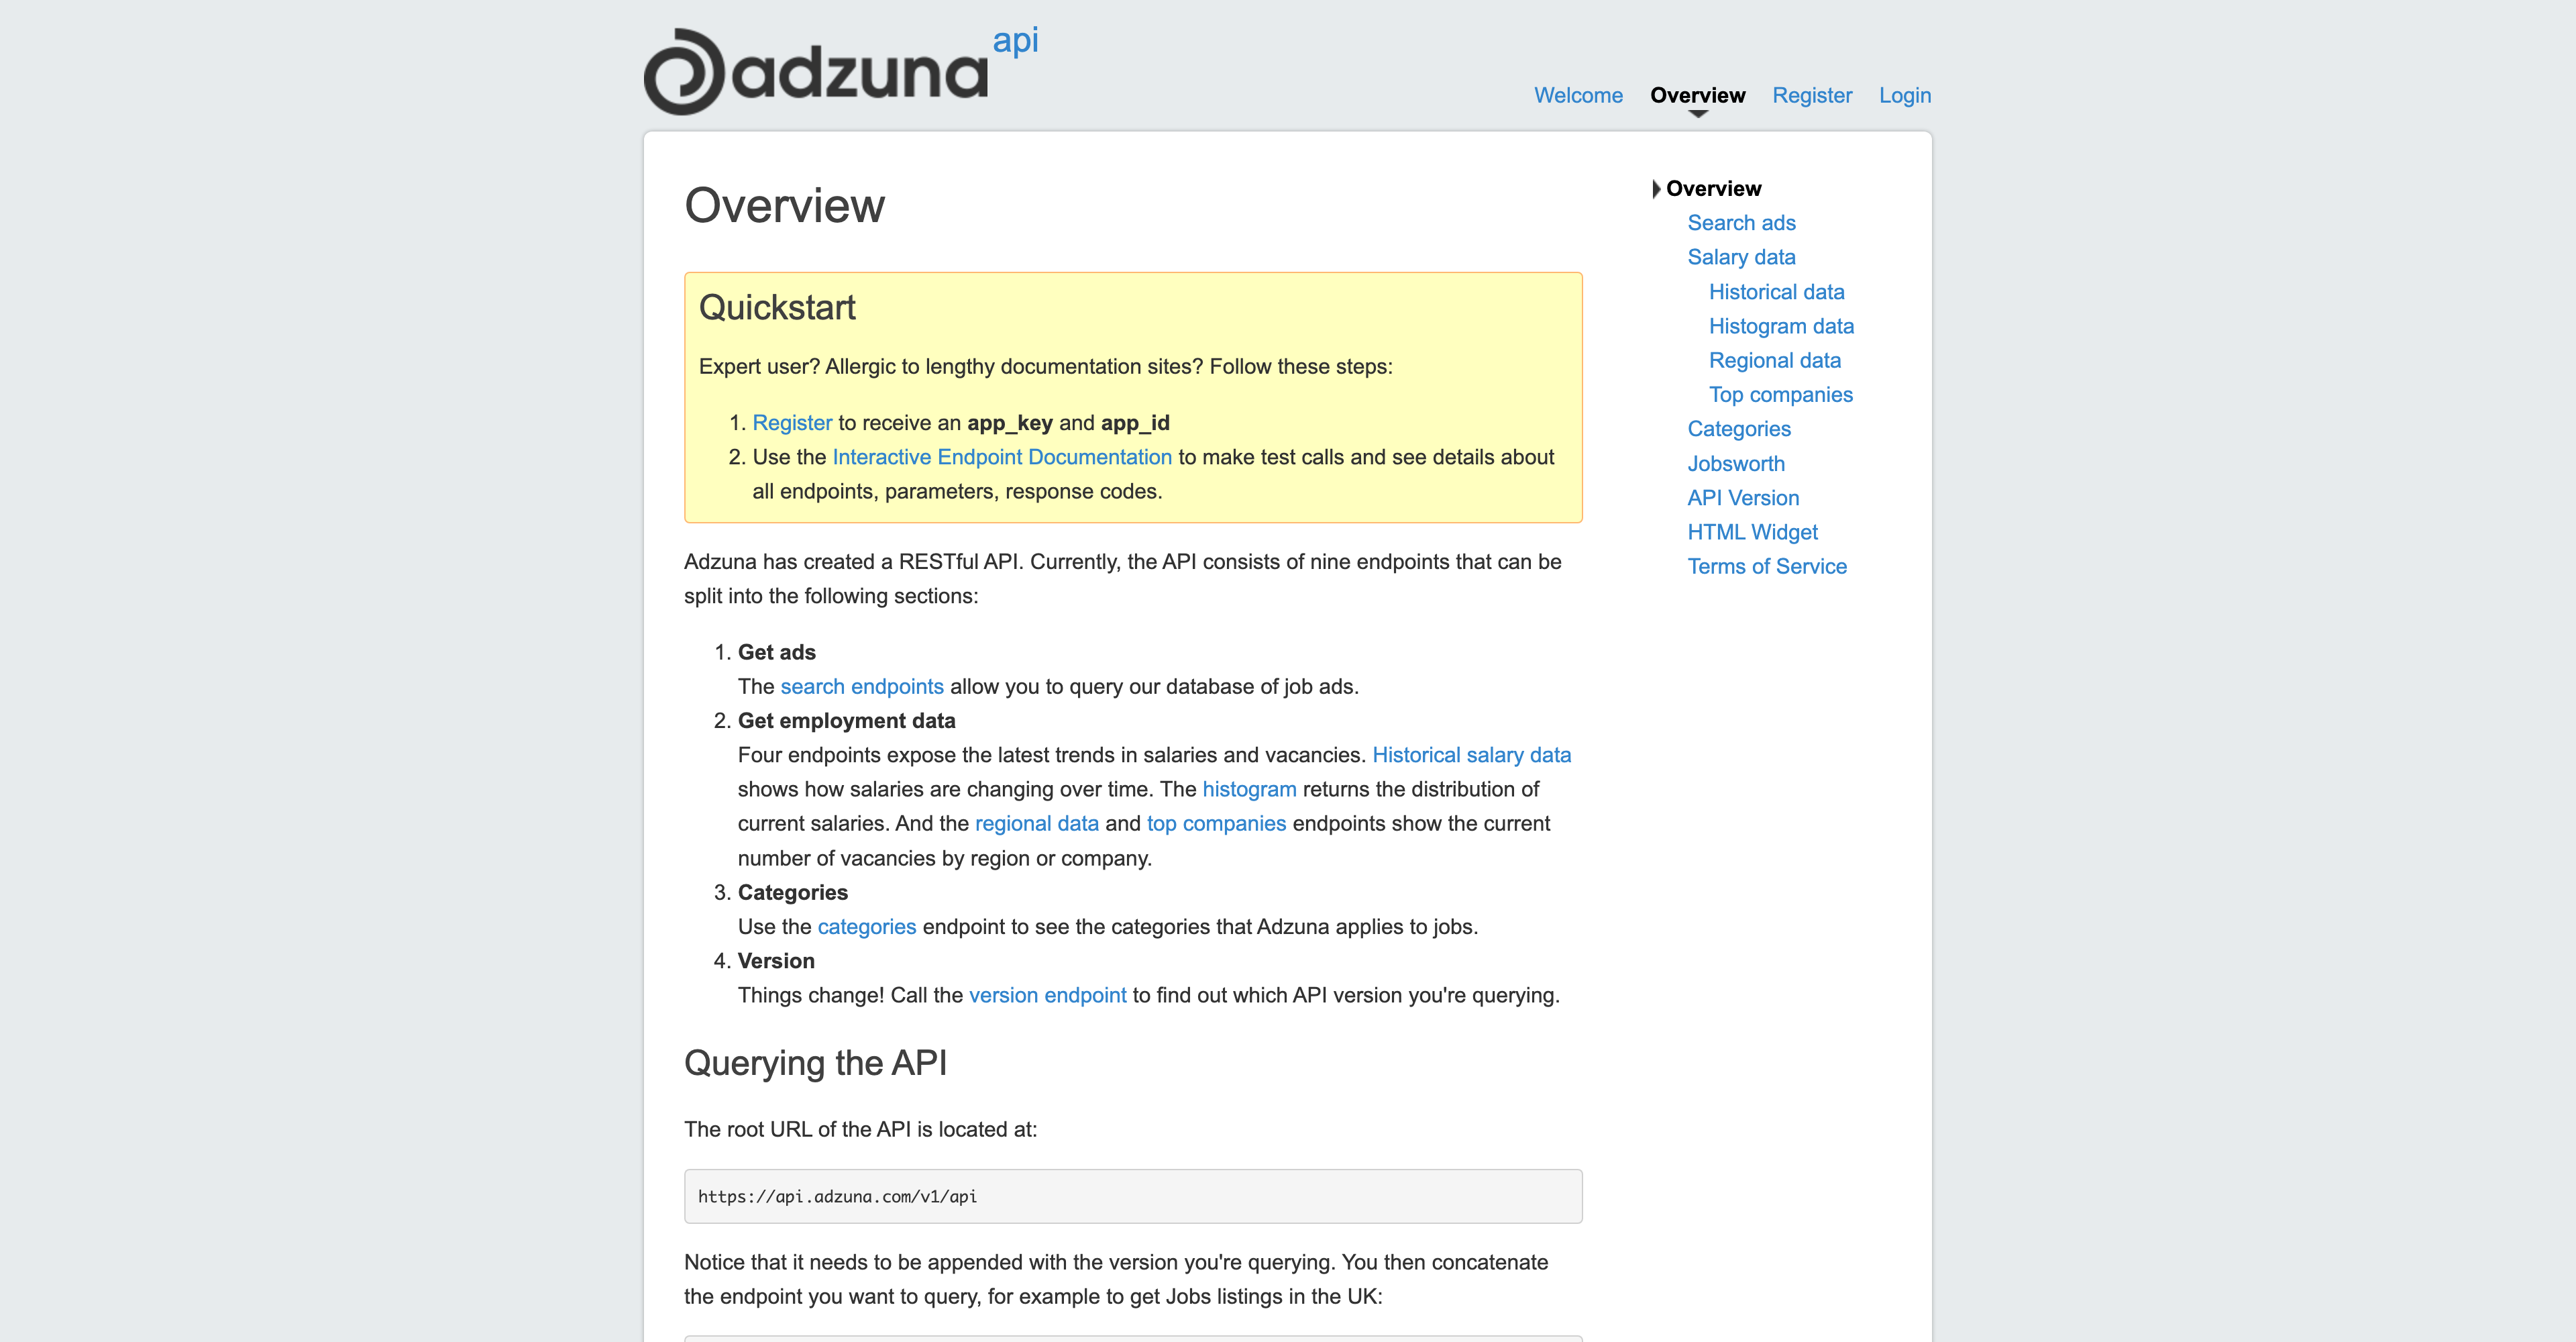 adzuna api
Welcome Overview Register Login
Overview
Quickstart
Expert user? Allergic to lengthy documentation sites? Follow these steps:
1. Register to receive an app_key and app_id
2. Use the Interactive Endpoint Documentation to make test calls and see details about
all endpoints, parameters, response codes.
Adzuna has created a RESTful API. Currently, the API consists of nine endpoints that can be
split into the following sections:
1. Get ads
The search endpoints allow you to query our database of job ads.
2. Get employment data
Four endpoints expose the latest trends in salaries and vacancies. Historical salary data
shows how salaries are changing over time. The histogram returns the distribution of
current salaries. And the regional data and top companies endpoints show the current
number of vacancies by region or company.
3. Categories
Use the categories endpoint to see the categories that Adzuna applies to jobs.
4. Version
Things change! Call the version endpoint to find out which API version you're querying.
Querying the API
The root URL of the API is located at:
https://api.adzuna.com/v1/api
Notice that it needs to be appended with the version you're querying. You then concatenate
the endpoint you want to query, for example to get Jobs listings in the UK:
Overview
Search ads
Salary data
Historical data
Histogram data
Regional data
Top companies
Categories
Jobsworth
API Version
HTML Widget
Terms of Service